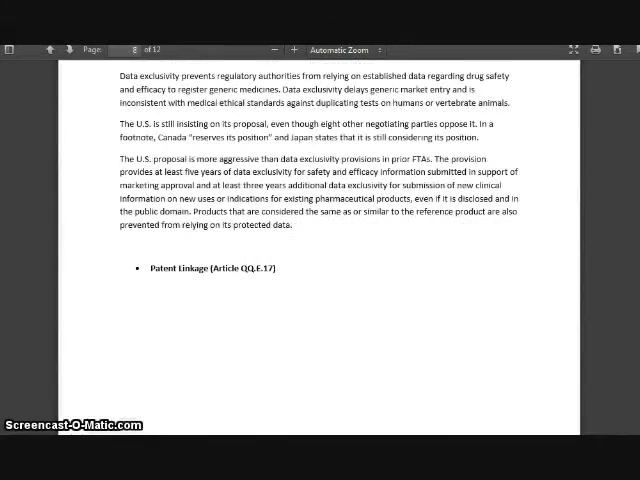 Page: 8 of 12
Automatic Zoom
Data exclusivity prevents regulatory authorities from relying on established data regarding drug safety
and efficacy to register generic medicines. Data exclusivity delays generic market entry and is
inconsistent with medical ethical standards against duplicating tests on humans or vertebrate animals.
The U.S. is still insisting on its proposal, even though eight other negotiating parties oppose it. In a
footnote, Canada "reserves its position" and Japan states that it is still considering its position.
The U.S. proposal is more aggressive than data exclusivity provisions in prior FTAs. The provision
provides at least five years of data exclusivity for safety and efficacy information submitted in support of
marketing approval and at least three years additional data exclusivity for submission of new clinical
information on new uses or indications for existing pharmaceutical products, even if it is disclosed and in
the public domain. Products that are considered the same as or similar to the reference product are also
prevented from relying on its protected data.
• Patent Linkage (Article QQ.E.17)
Screencast-O-Matic.com